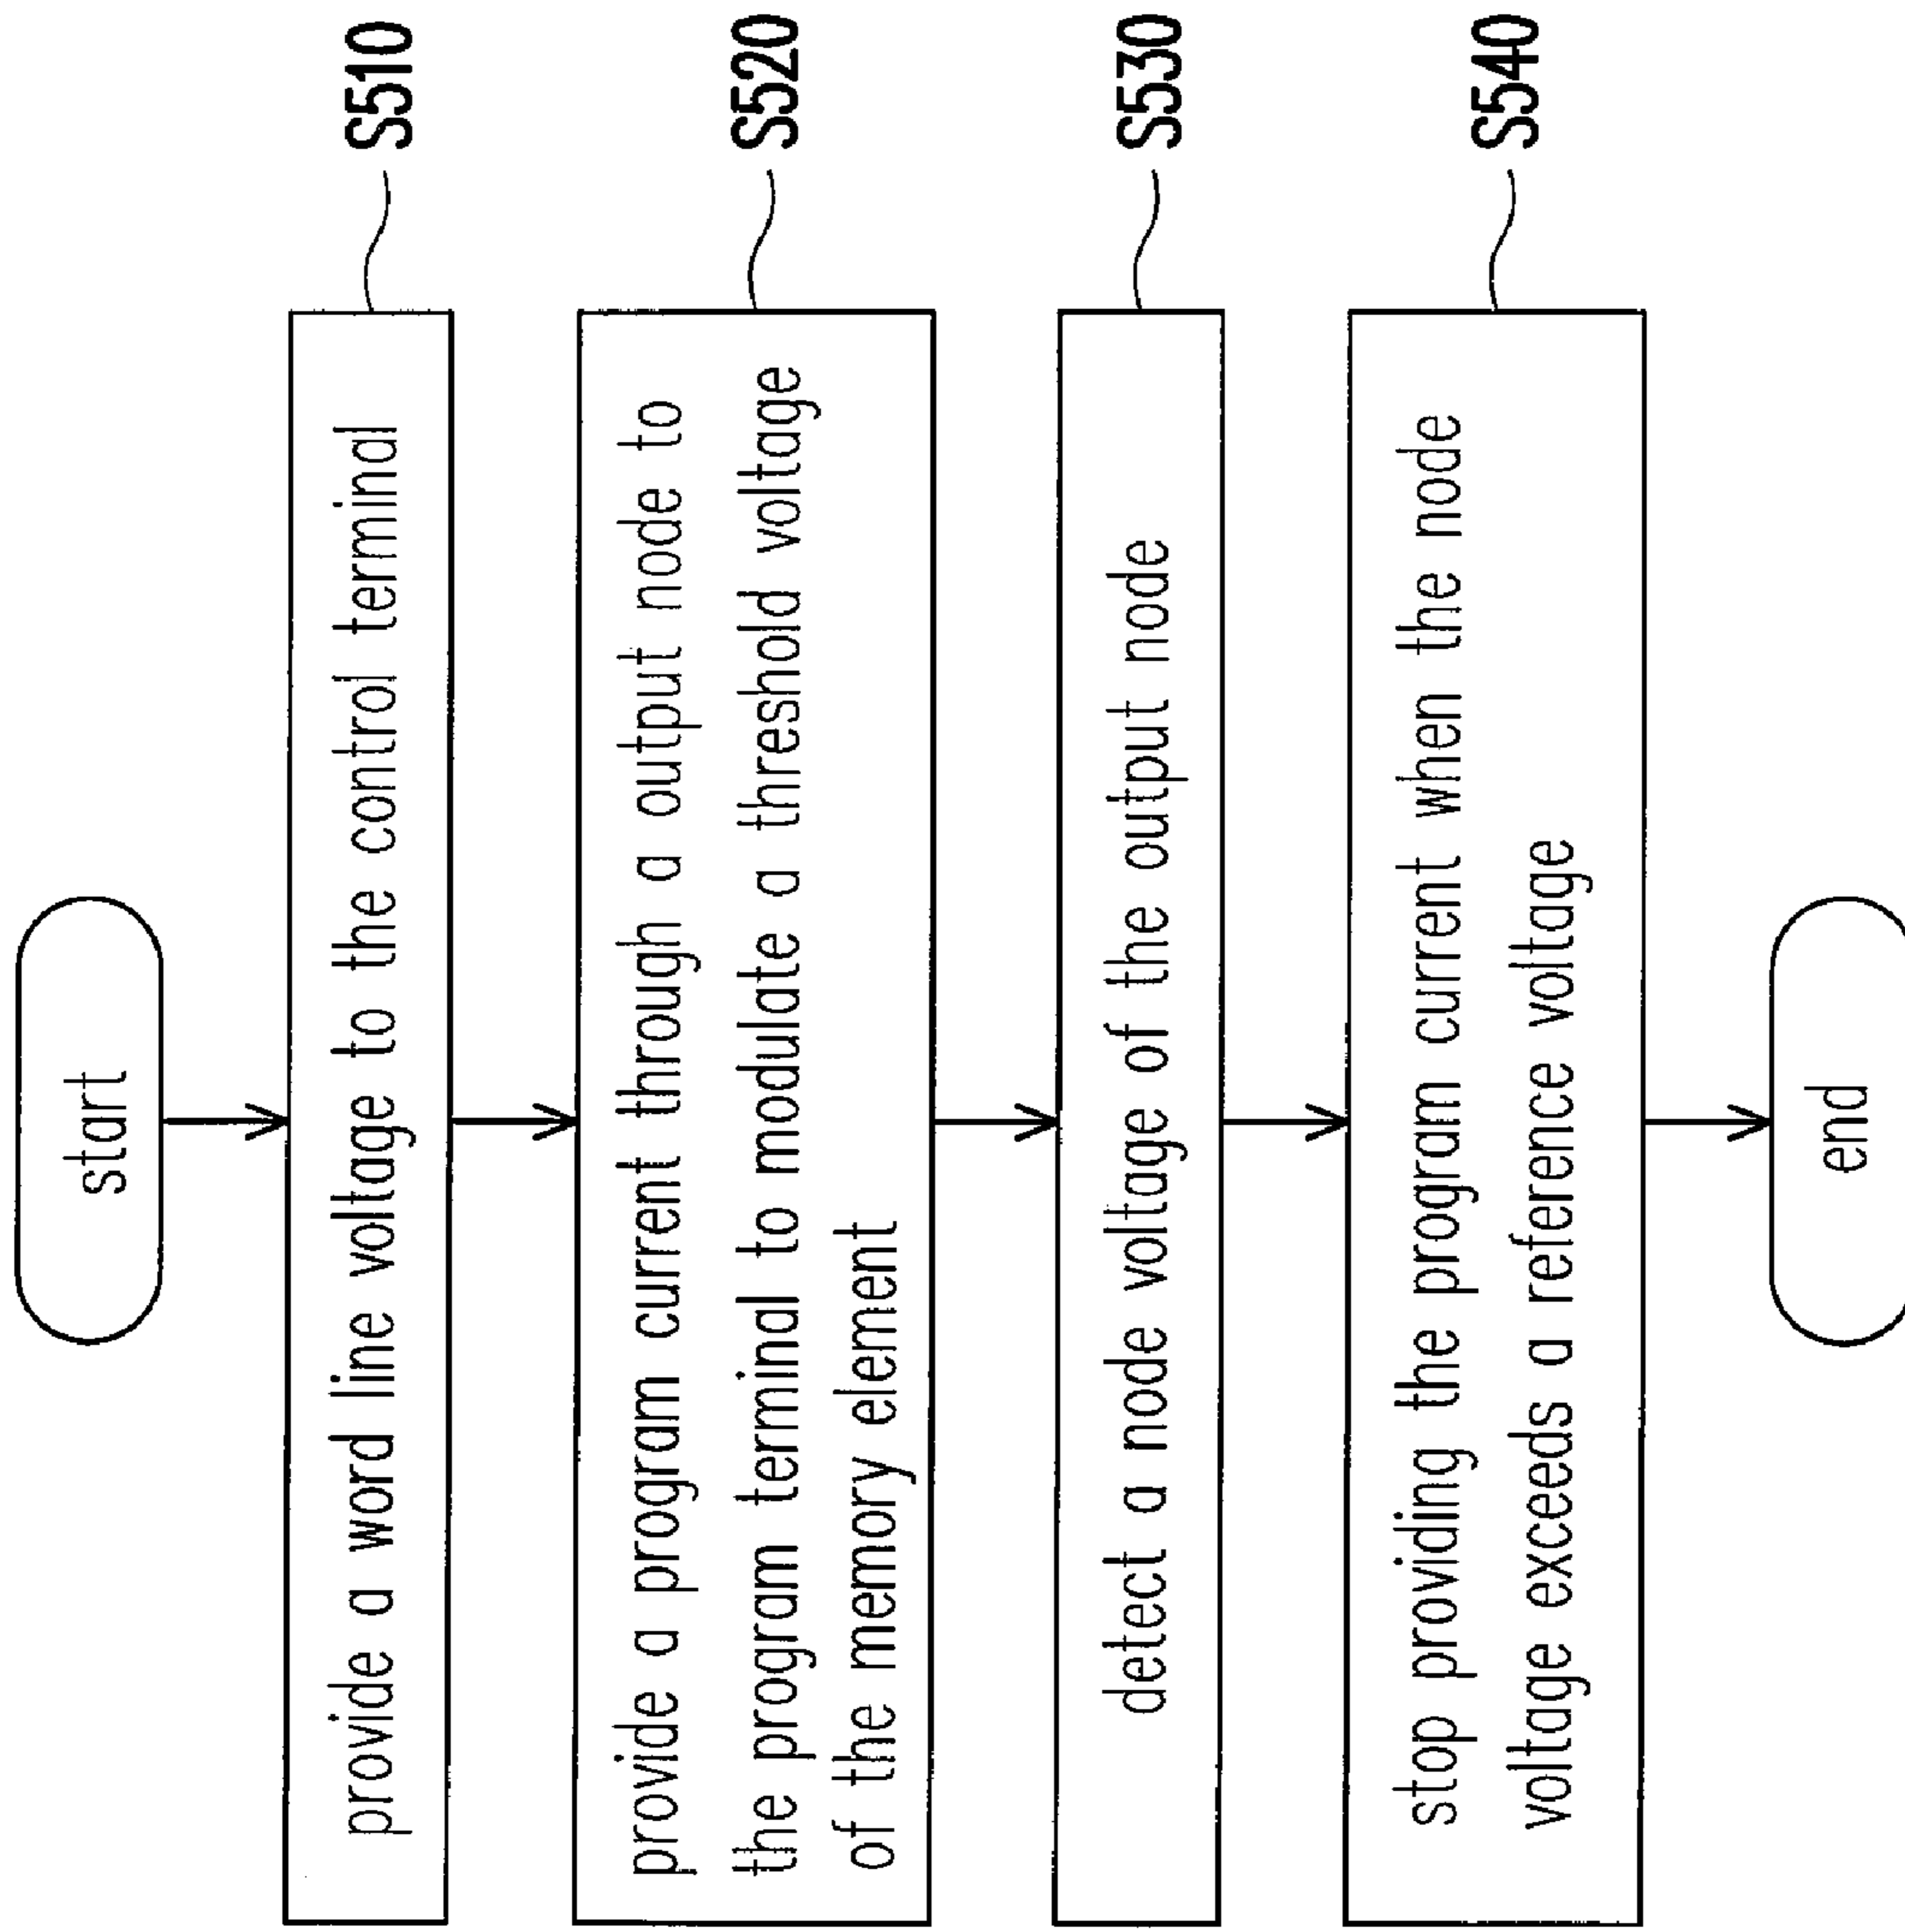 start
provide a word line voltage to the control terminal
S510
provide a program current through a output node to
the program terminal to modulate a threshold voltage
of the memory element
S520
detect a node voltage of the output node
S530
stop providing the program current when the node
voltage exceeds a reference voltage
S540
end